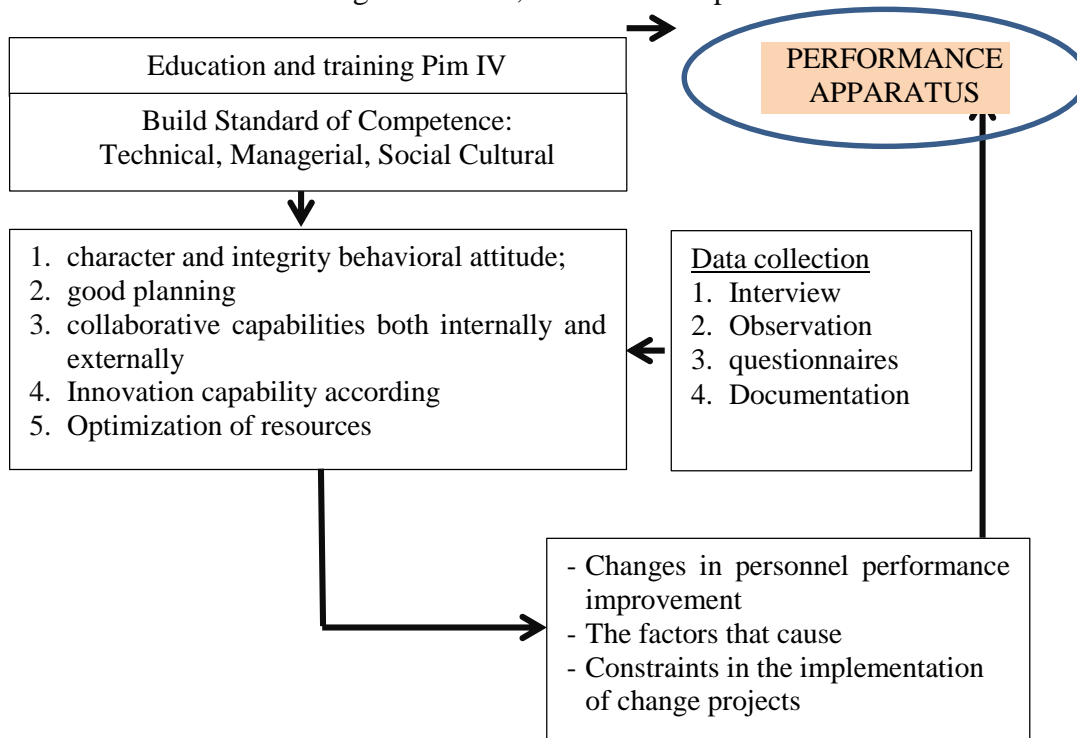 Education and training Pim IV
Build Standard of Competence:
Technical, Managerial, Social Cultural
PERFORMANCE
APPARATUS
1. character and integrity behavioral attitude;
2. good planning
3. collaborative capabilities both internally and
externally
4. Innovation capability according
5. Optimization of resources
Data collection
1. Interview
2. Observation
3. questionnaires
4. Documentation
- Changes in personnel performance
improvement
- The factors that cause
- Constraints in the implementation
of change projects